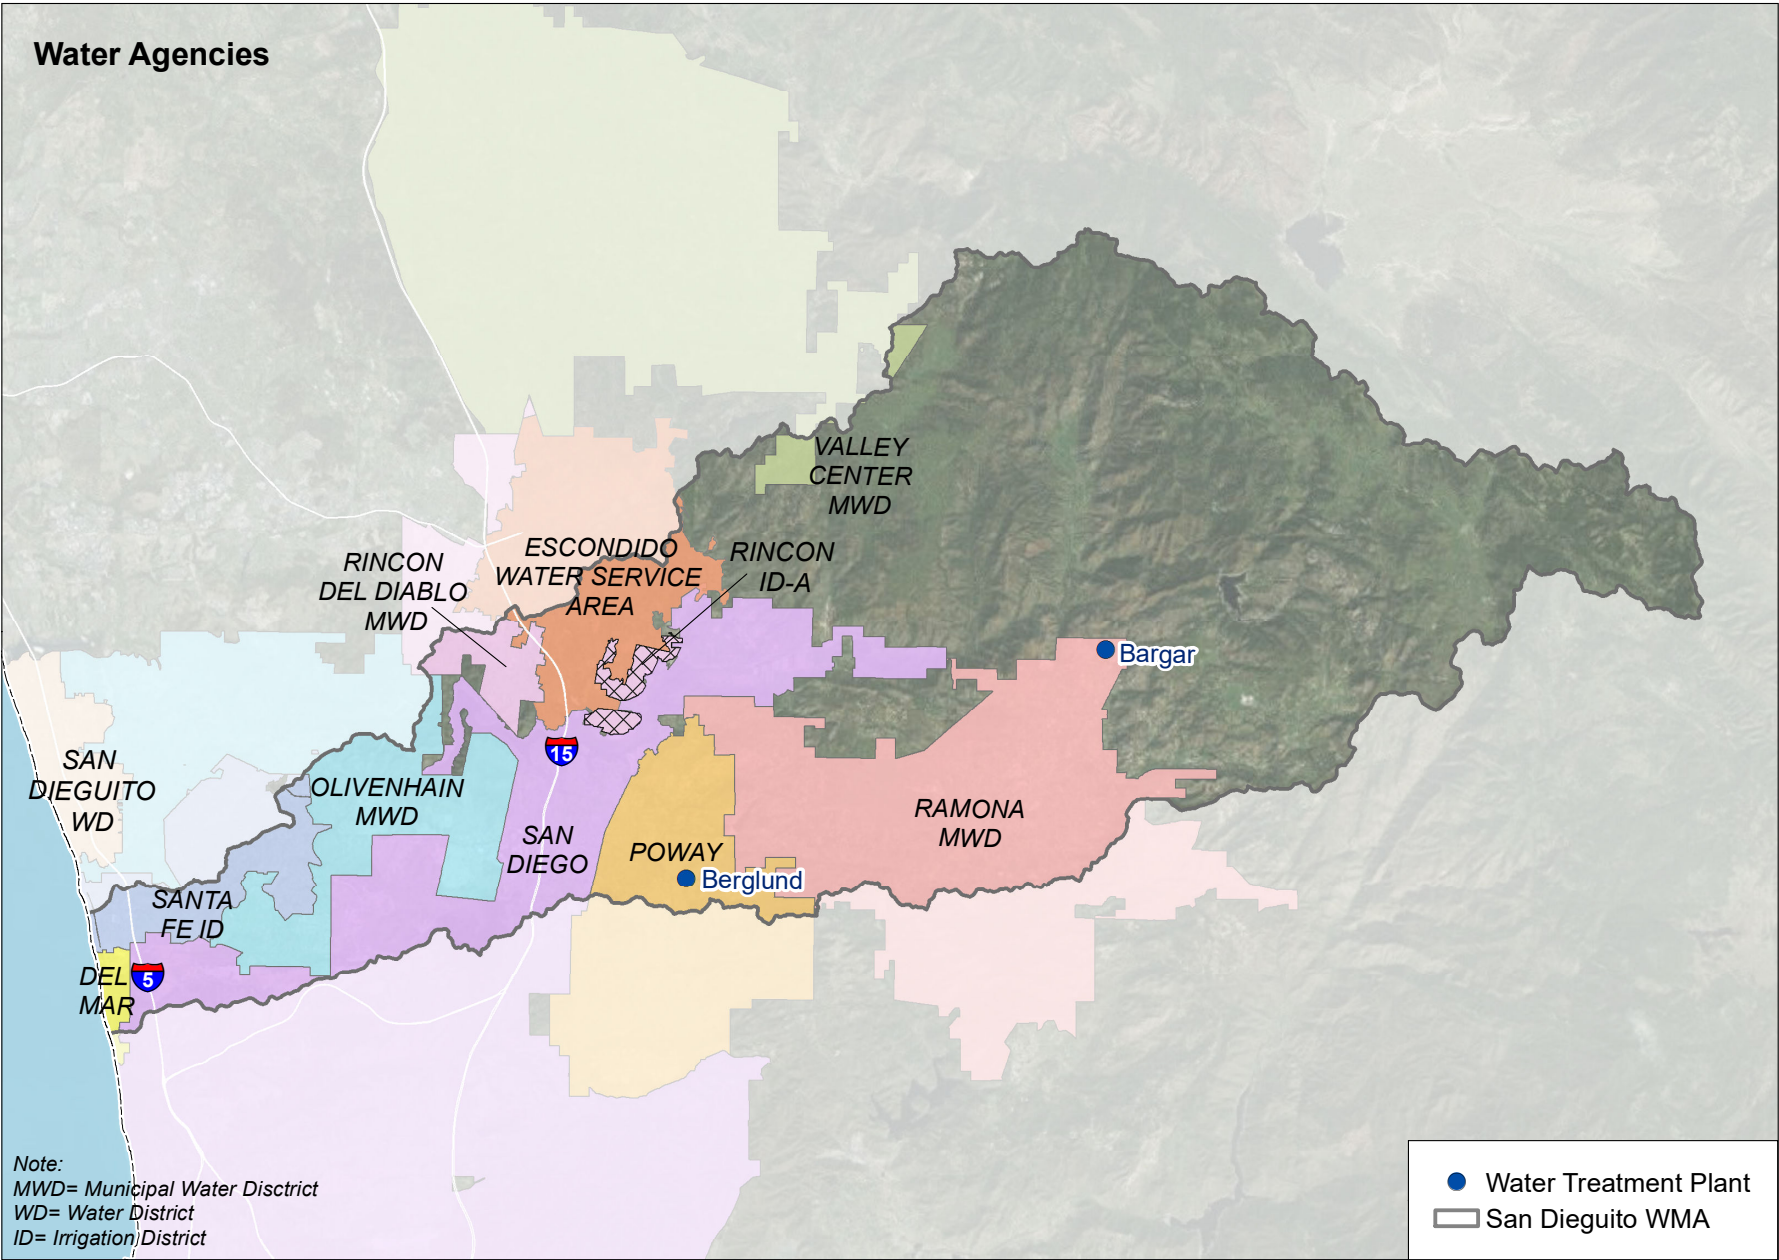 Water Agencies
VALLEY
CENTER
MWD
ESCONDIDO
WATER SERVICE
AREA
RINCON
ID-A
RINCON
DEL DIABLO
MWD
Bargar
SAN
DIEGUITO
WD
15
OLIVENHAIN
MWD
SAN
DIEGO
POWAY
Berglund
RAMONA
MWD
SANTA
FE ID
DEL
MAR
5
Note:
MWD= Municipal Water Disctrict
WD= Water District
ID= Irrigation District
Water Treatment Plant
San Dieguito WMA